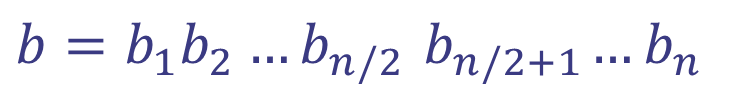 b = b₁b₂ … bₙ/₂ bₙ/₂₊₁ … bₙ